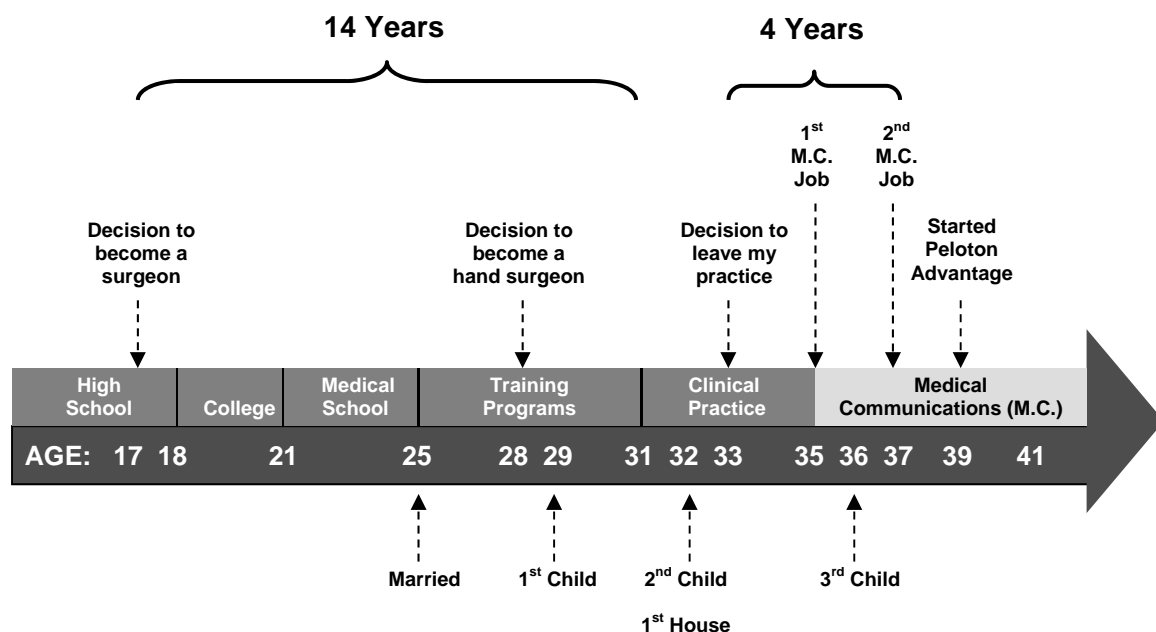 14 Years
4 Years
1st
M.C.
Job
2nd
M.C.
Job
Decision to
become a
surgeon
Decision to
become a
hand surgeon
Decision to
leave my
practice
Started
Peloton
Advantage
High
School
College
Medical
School
Training
Programs
Clinical
Practice
Medical
Communications (M.C.)
AGE: 17 18 21 25 28 29 31 32 33 35 36 37 39 41
Married
1st Child
2nd Child
1st House
3rd Child